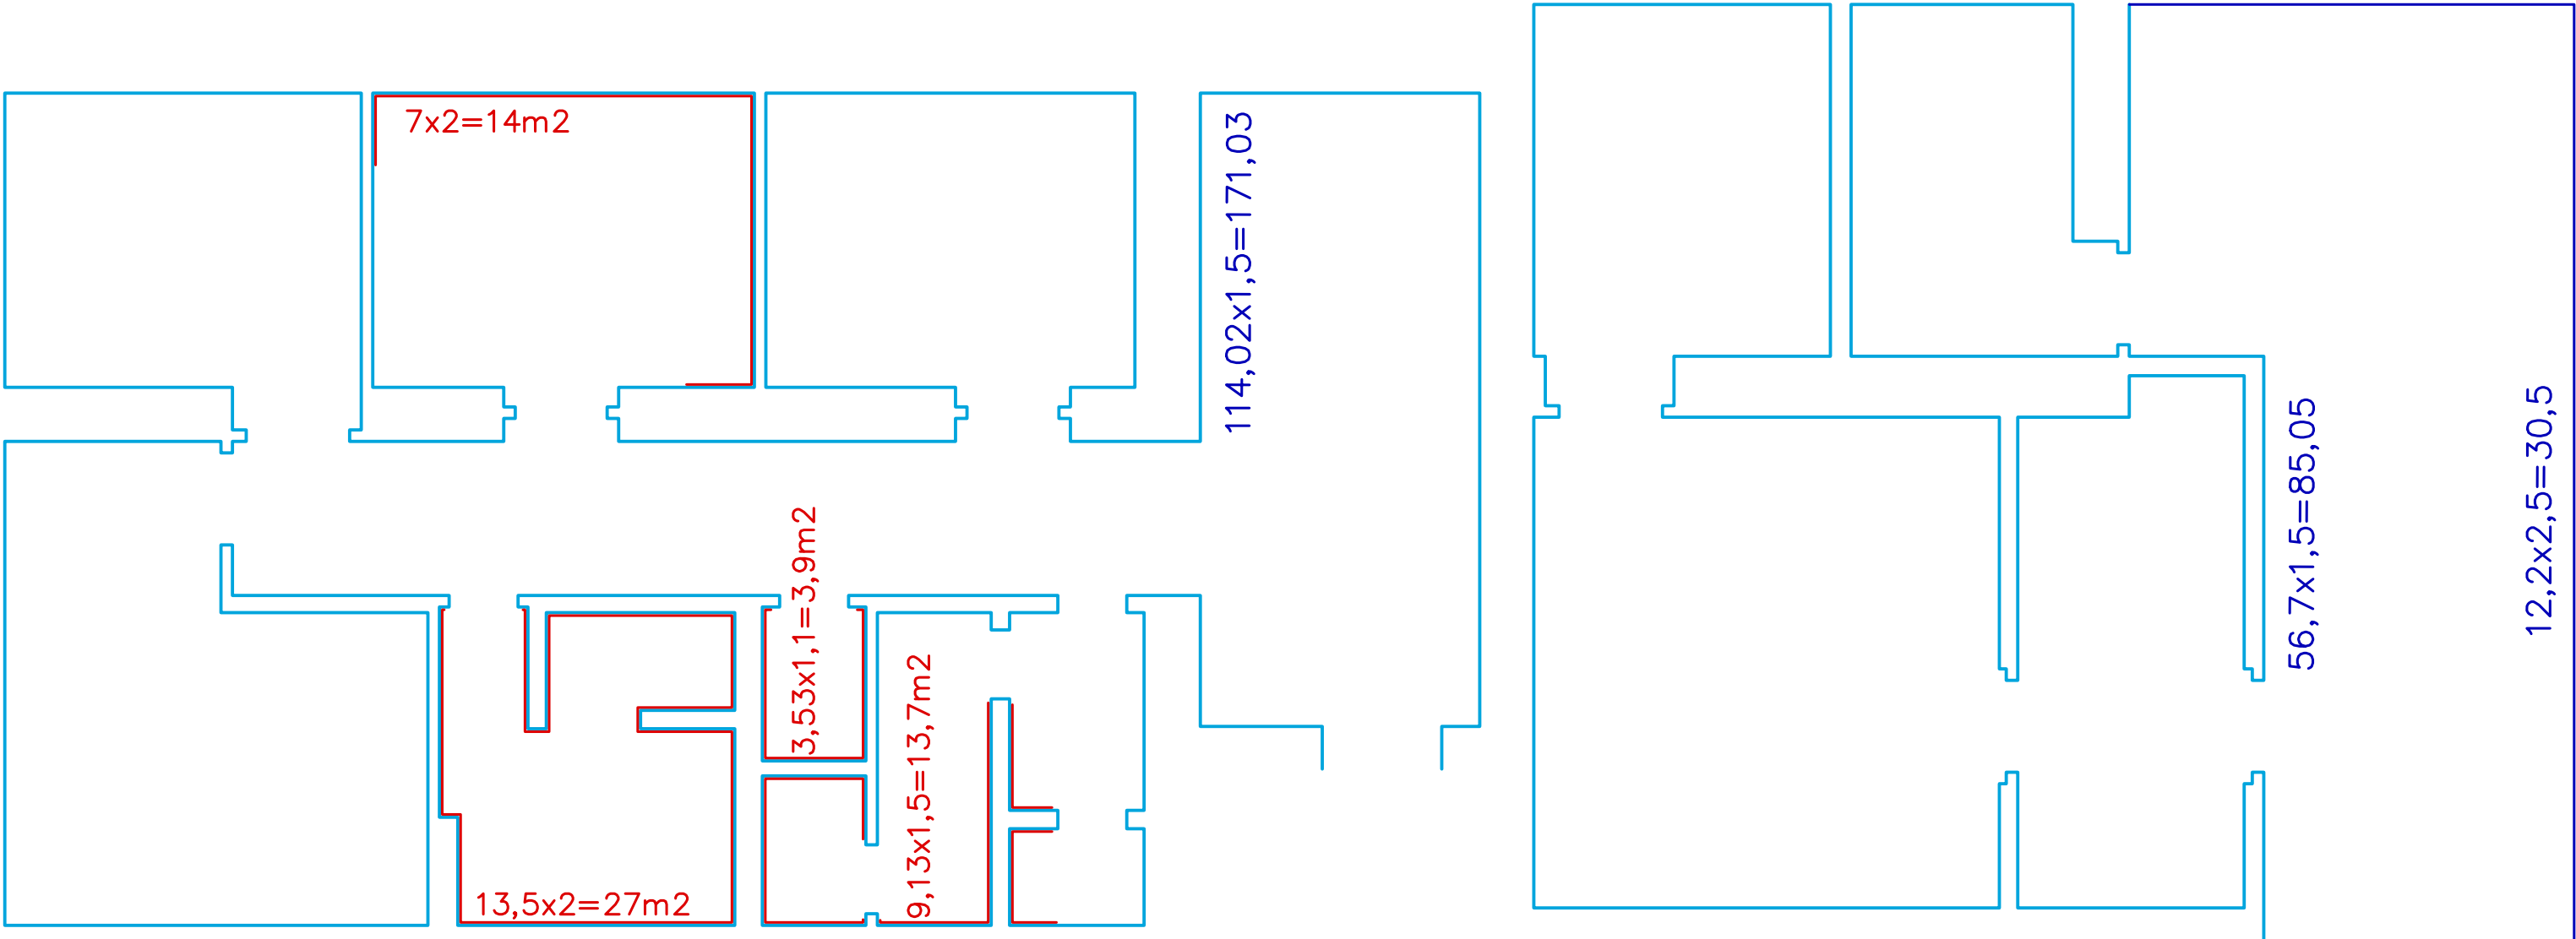 7x2=14m2
114,02x1,5=171,03
3,53x1,1=3,9m2
9,13x1,5=13,7m2
13,5x2=27m2
56,7x1,5=85,05
12,2x2,5=30,5